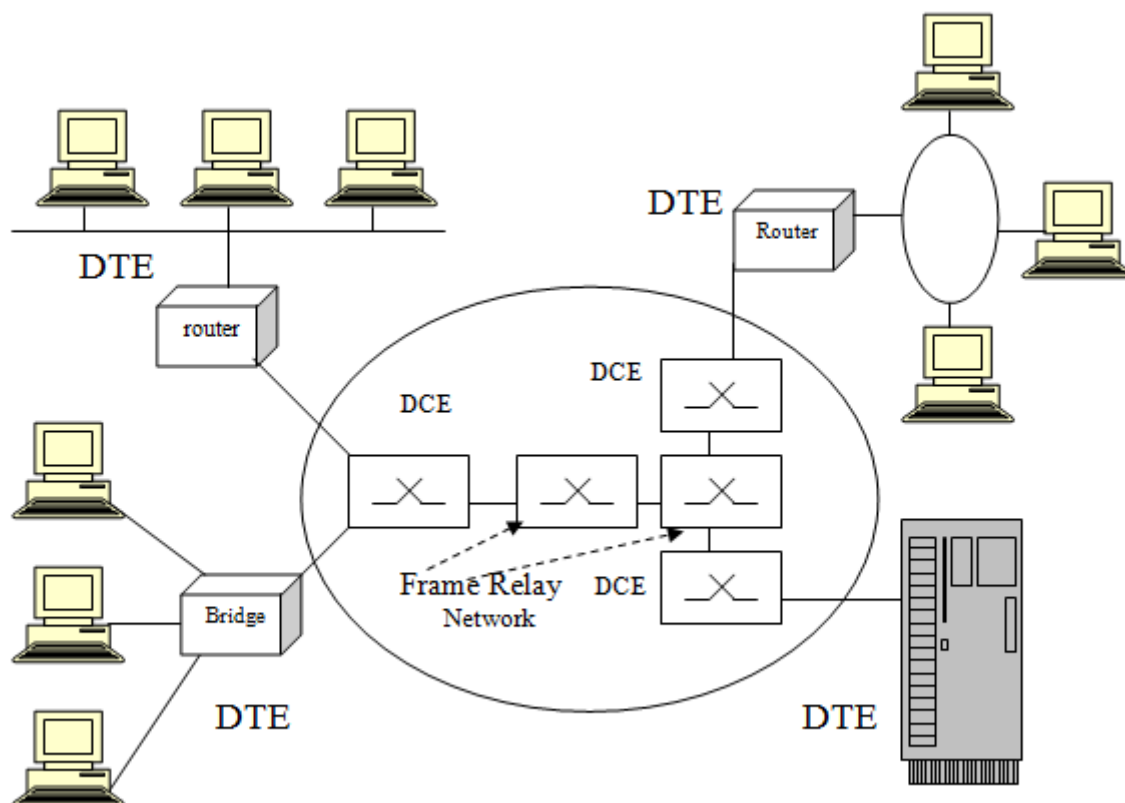 DTE
Router
DTE
router
DCE
DCE
Frame Relay
Network
DCE
Bridge
DTE
DTE